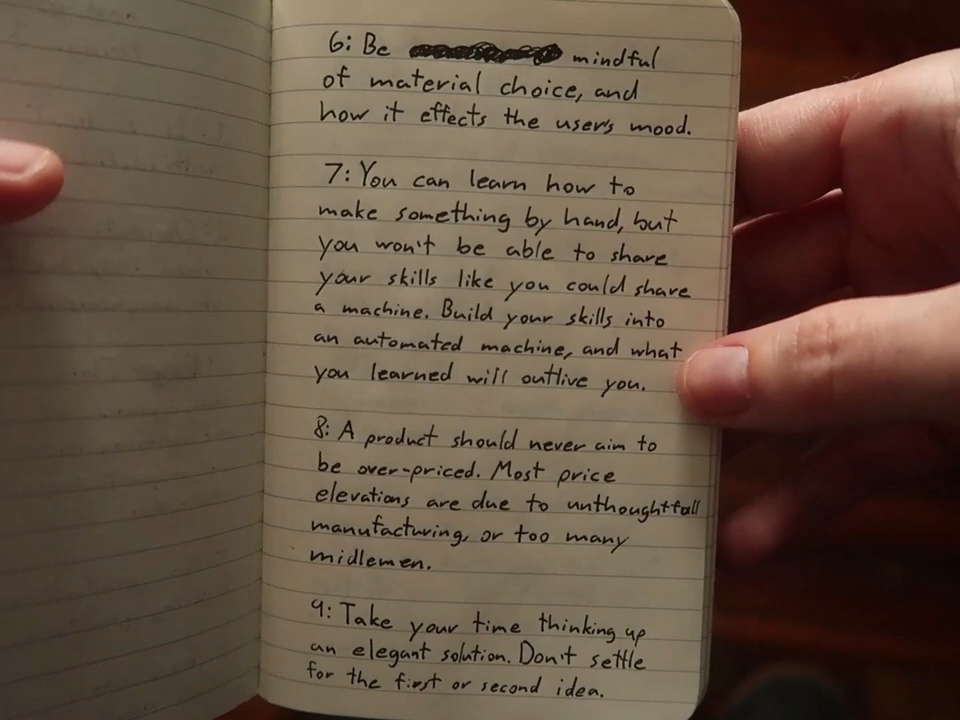 6: Be mindful
of material choice, and
how it effects the user's mood.
7: You can learn how to
make something by hand, but
you won't be able to share
your skills like you could share
a machine. Build your skills into
an automated machine, and what
you learned will outlive you.
8: A product should never aim to
be over-priced. Most price
elevations are due to unthoughtfull
manufacturing, or too many
midlemen.
9: Take your time thinking up
an elegant solution. Don't settle
for the first or second idea.